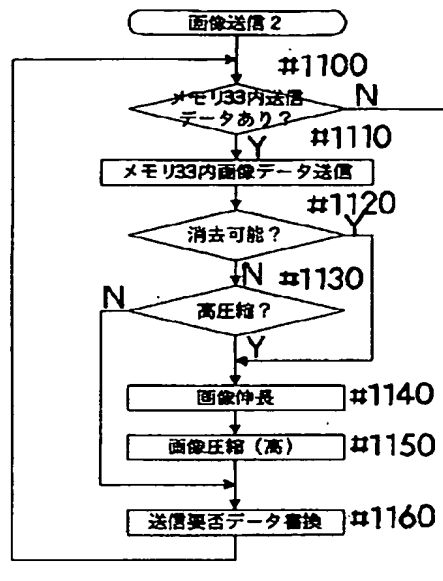 画像送信2
#1100
メモリ33内送信
データあり?
N
#1110
Y
メモリ33内画像データ送信
#1120
消去可能?
Y
N
#1130
高圧縮?
N
Y
画像伸長
#1140
画像圧縮(高)
#1150
送信要否データ書換
#1160